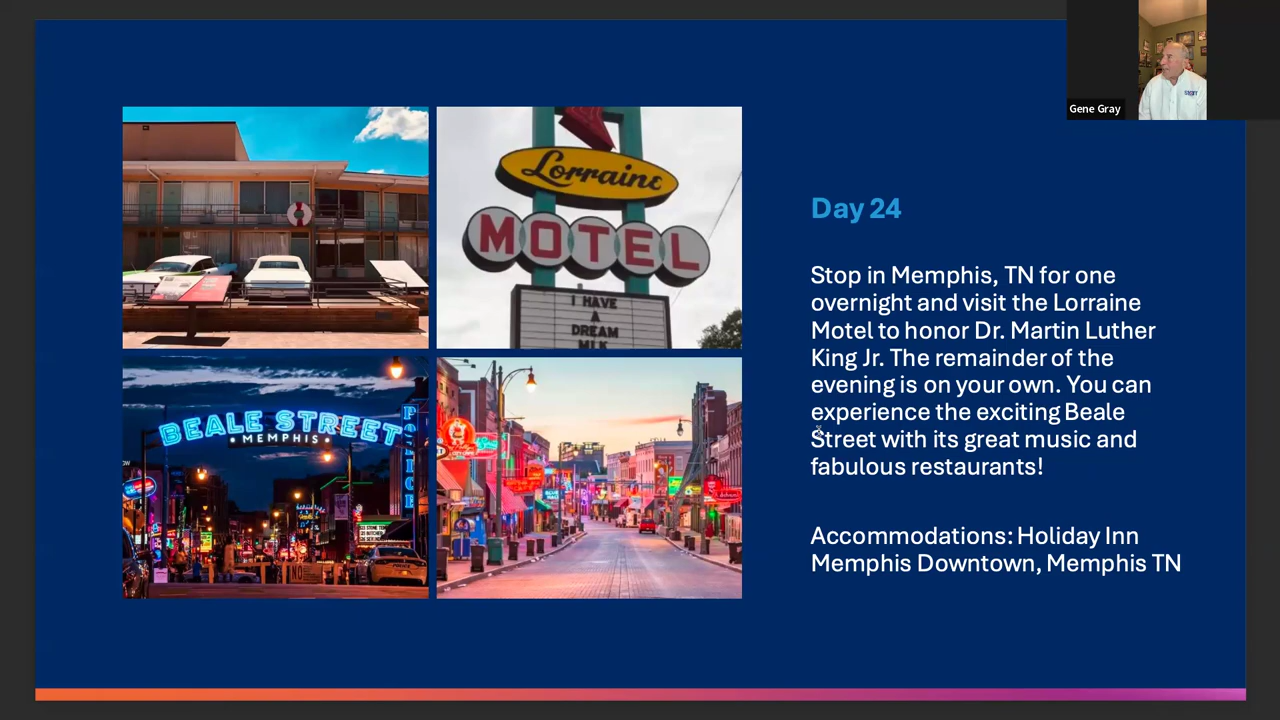 Gene Gray
Lorraine
MOTEL
I HAVE
A
DREAM
MLK
BEALE STREET
MEMPHIS
POLICE
NO
Day 24
Stop in Memphis, TN for one
overnight and visit the Lorraine
Motel to honor Dr. Martin Luther
King Jr. The remainder of the
evening is on your own. You can
experience the exciting Beale
Street with its great music and
fabulous restaurants!
Accommodations: Holiday Inn
Memphis Downtown, Memphis TN